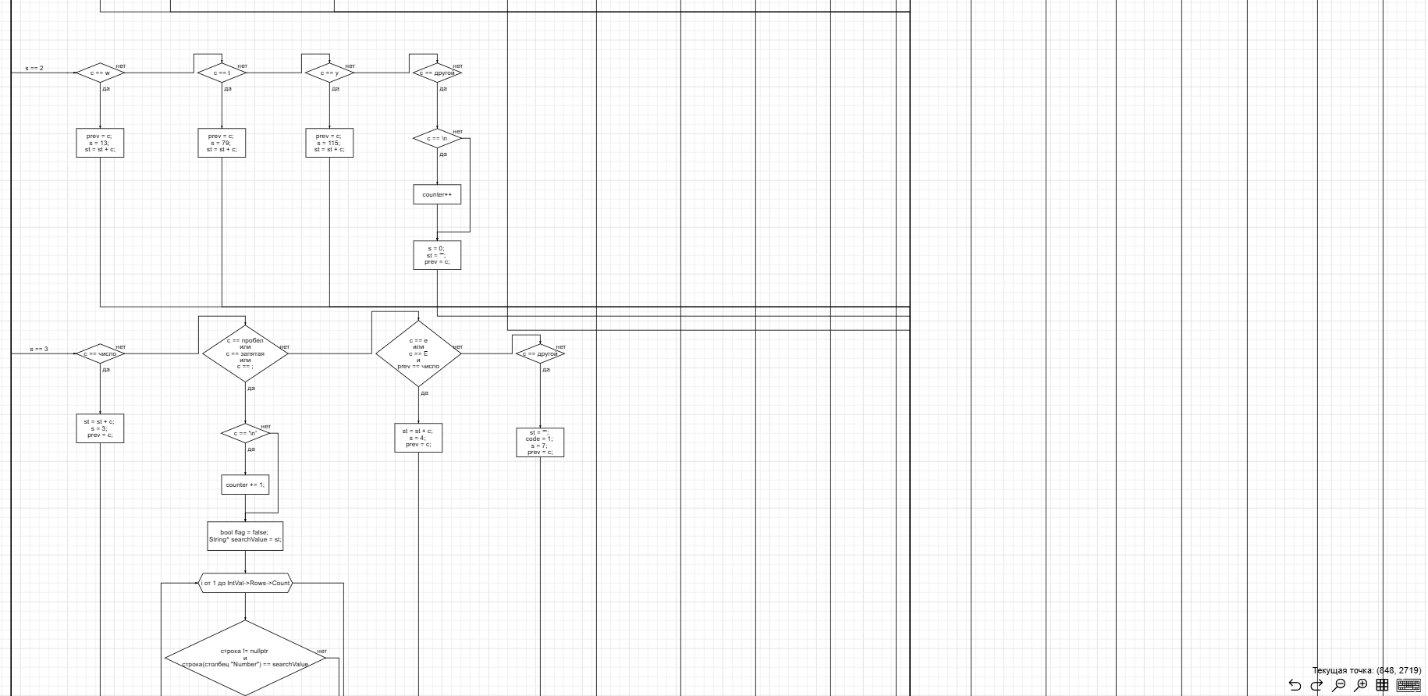 s == 2
c == w
нет
да
c == t
нет
да
c == y
нет
да
c == другой
нет
да
prev = c;
s = 13;
st = st + c;
prev = c;
s = 79;
st = st + c;
prev = c;
s = 115;
st = st + c;
c == \n
нет
да
counter++
s = 0;
st = "";
prev = c;
s == 3
c == число
нет
да
c == пробел
или
c == запятая
или
c == ;
нет
да
c == e
или
c == E
и
prev == число
нет
да
c == другой
нет
да
st = st + c;
s = 3;
prev = c;
c == '\n'
нет
да
st = st + c;
s = 4;
prev = c;
st = "";
code = 1;
s = 7;
prev = c;
counter += 1;
bool flag = false;
String^ searchValue = st;
i от 1 до IntVal->Rows->Count
строка != nullptr
и
строка(столбец "Number") == searchValue
нет
Текущая точка: (848, 2719)